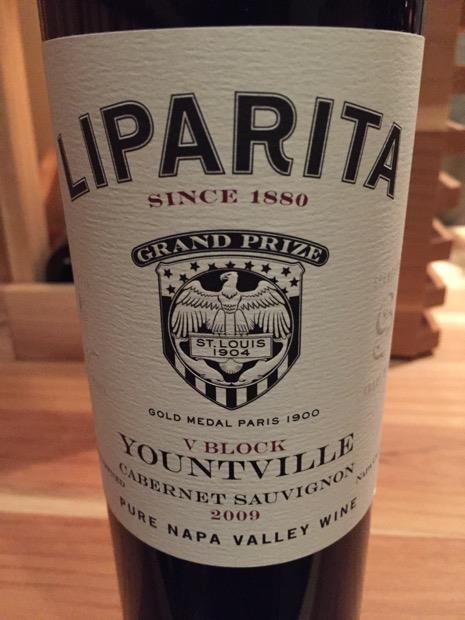 LIPARITA
SINCE 1880
GRAND PRIZE
ST. LOUIS
1904
GOLD MEDAL PARIS 1900
V BLOCK
YOUNTVILLE
CABERNET SAUVIGNON
2009
PURE NAPA VALLEY WINE